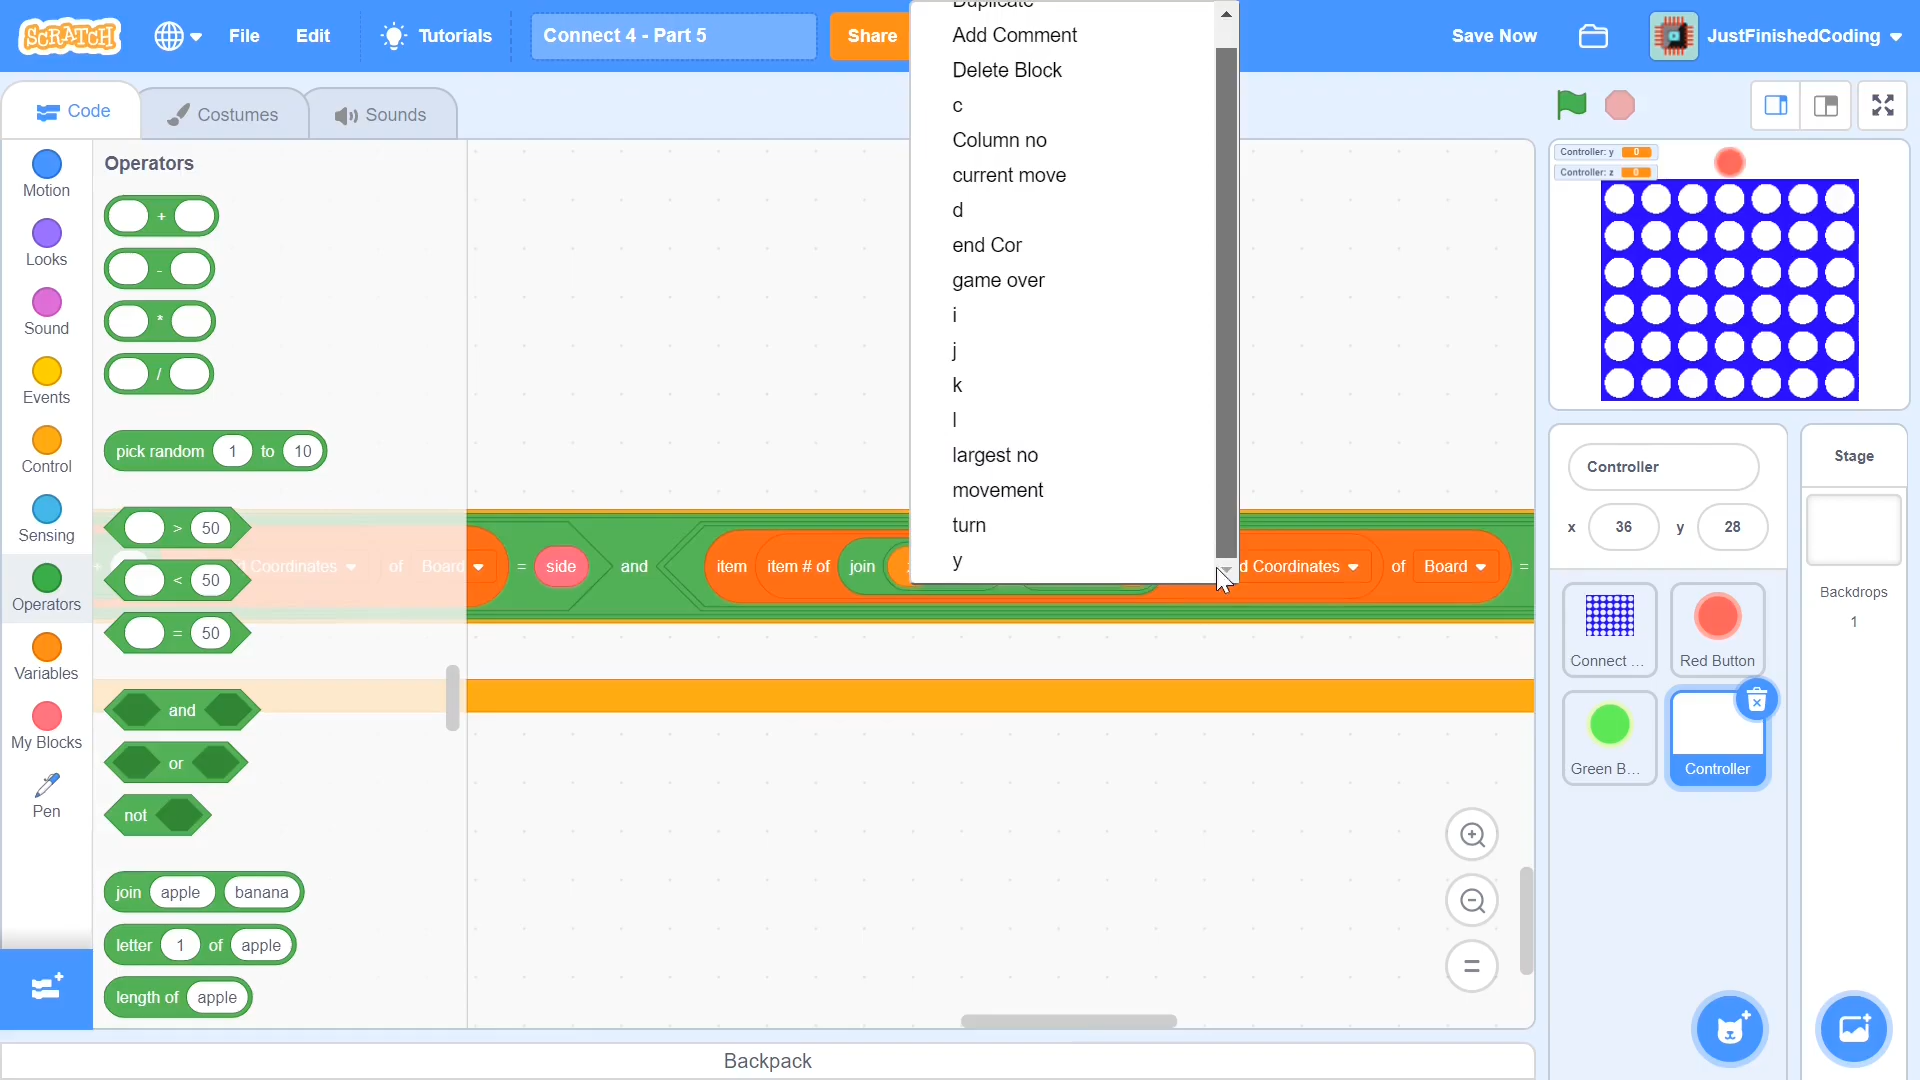 SCRATCH
File
Edit
Tutorials
Connect 4 - Part 5
Share
Save Now
JustFinishedCoding
Code
Costumes
Sounds
Motion
Looks
Sound
Events
Control
Sensing
Operators
Variables
My Blocks
Pen
Operators
+
-
*
/
pick random 1 to 10
> 50
< 50
= 50
and
or
not
join apple banana
letter 1 of apple
length of apple
Coordinates of Board = side and item item # of join d Coordinates of Board =
Duplicate
Add Comment
Delete Block
c
Column no
current move
d
end Cor
game over
i
j
k
l
largest no
movement
turn
y
Controller: y 0
Controller: z 0
Controller
x 36 y 28
Connect ...
Red Button
Green B...
Controller
Stage
Backdrops
1
Backpack